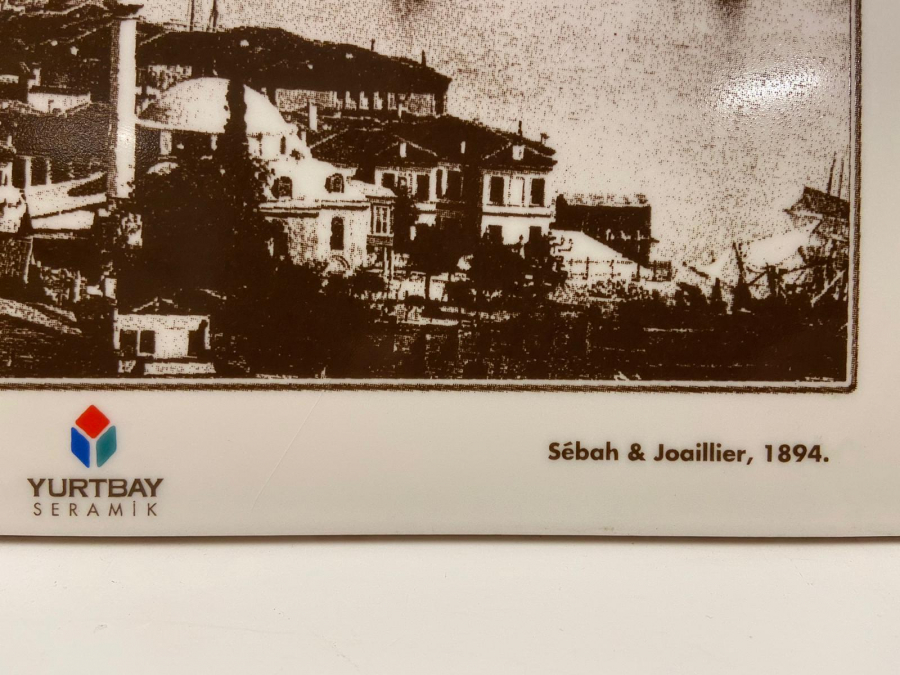 YURTBAY
SERAMİK
Sébah & Joaillier, 1894.